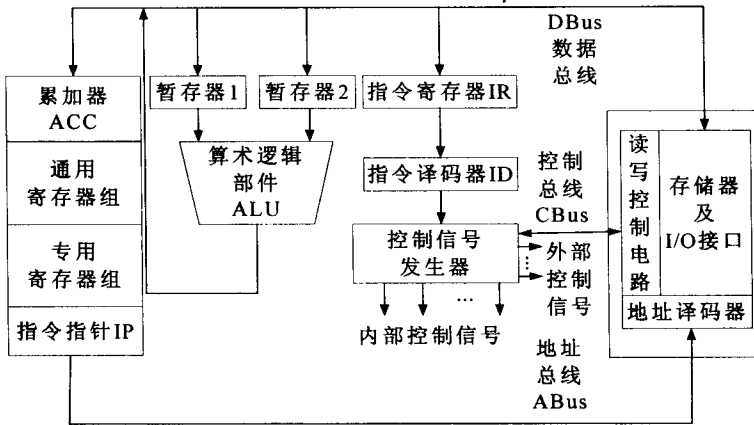 DBus
数据
总线
累加器
ACC
通用
寄存器组
专用
寄存器组
指令指针IP
暂存器1
暂存器2
算术逻辑
部件
ALU
指令寄存器IR
指令译码器ID
控制信号
发生器
…
内部控制信号
控制
总线
CBus
⋮
外部
控制
信号
地址
总线
ABus
读写控制电路
存储器
及
I/O接口
地址译码器